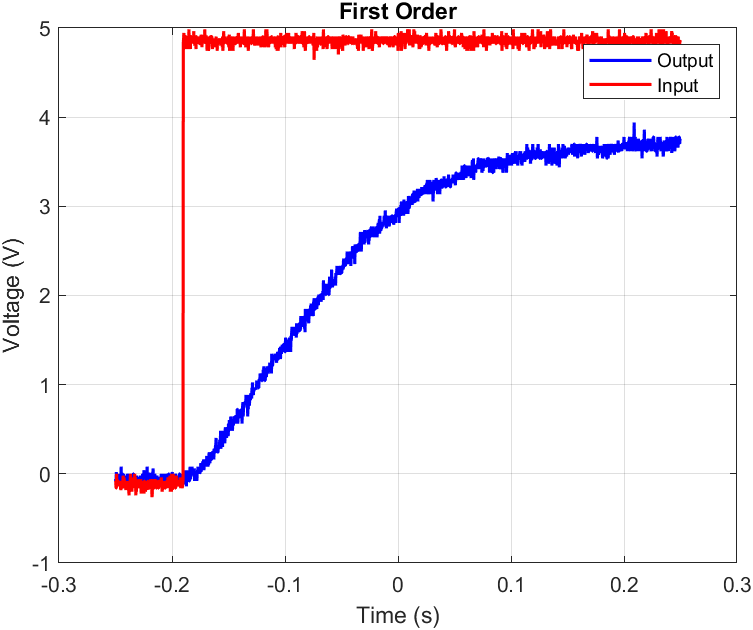 First Order
5
4
3
2
1
0
-1
Voltage (V)
Output
Input
-0.3 -0.2 -0.1 0 0.1 0.2 0.3
Time (s)